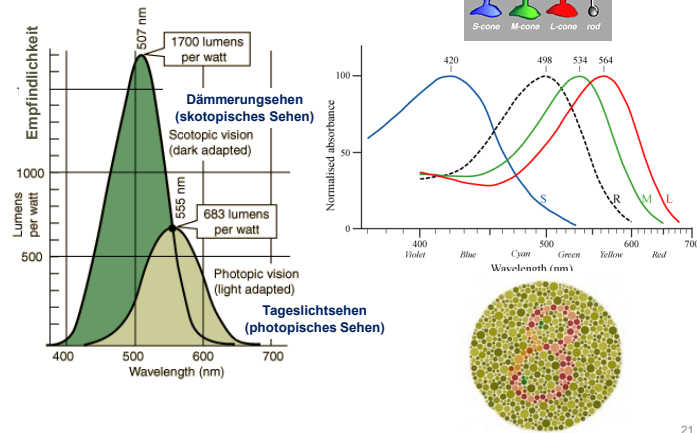 Empfindlichkeit
507 nm
1700 lumens
per watt
Dämmerungsehen
(skotopisches Sehen)
Scotopic vision
(dark adapted)
1000
Lumens
per watt
555 nm
683 lumens
per watt
500
Photopic vision
(light adapted)
Tageslichtsehen
(photopisches Sehen)
400 500 600 700
Wavelength (nm)
S-cone M-cone L-cone rod
420 498 534 564
100
Normalised absorbance
50
S R M L
0
400 500 600 700
Violet Blue Cyan Green Yellow Red
Wavelength (nm)
8
21